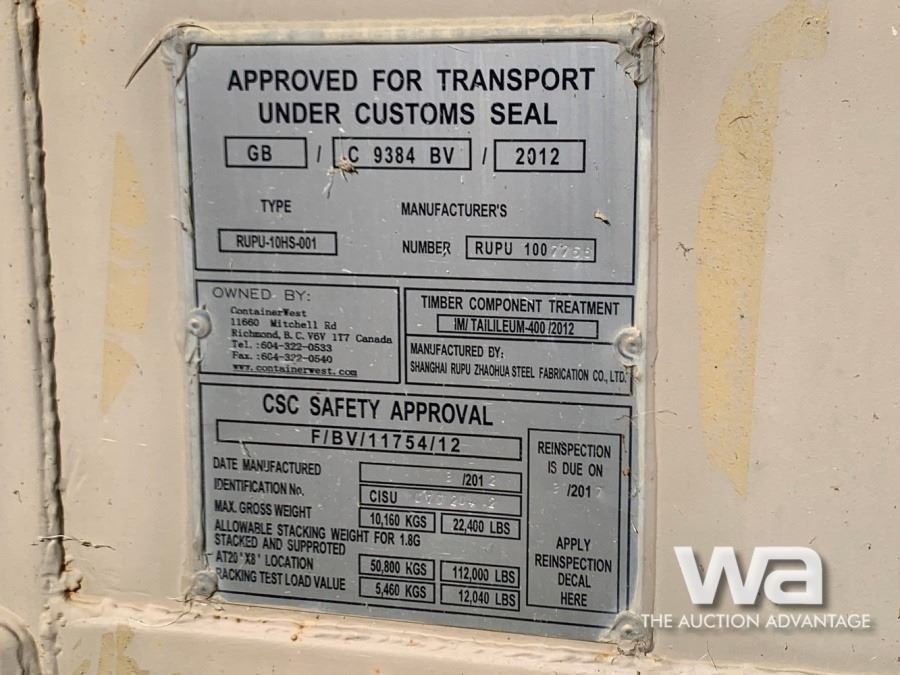 APPROVED FOR TRANSPORT
UNDER CUSTOMS SEAL
GB / C 9384 BV / 2012
TYPE MANUFACTURER'S
RUPU-10HS-001 NUMBER RUPU 100
OWNED BY:
ContainerWest
11660 Mitchell Rd
Richmond, B.C. V6V 1T7 Canada
Tel.:604-322-0533
Fax.:604-322-0540
www.containerwest.com
TIMBER COMPONENT TREATMENT
IM/TAILILEUM-400/2012
MANUFACTURED BY:
SHANGHAI RUPU ZHAOHUA STEEL FABRICATION CO., LTD.
CSC SAFETY APPROVAL
F/BV/11754/12
DATE MANUFACTURED /2012
IDENTIFICATION No. CISU
MAX. GROSS WEIGHT 10,160 KGS 22,400 LBS
ALLOWABLE STACKING WEIGHT FOR 1.8G
STACKED AND SUPPROTED
AT20'X8' LOCATION 50,800 KGS 112,000 LBS
RACKING TEST LOAD VALUE 5,460 KGS 12,040 LBS
REINSPECTION
IS DUE ON
/2017
APPLY
REINSPECTION
DECAL
HERE
wa
THE AUCTION ADVANTAGE